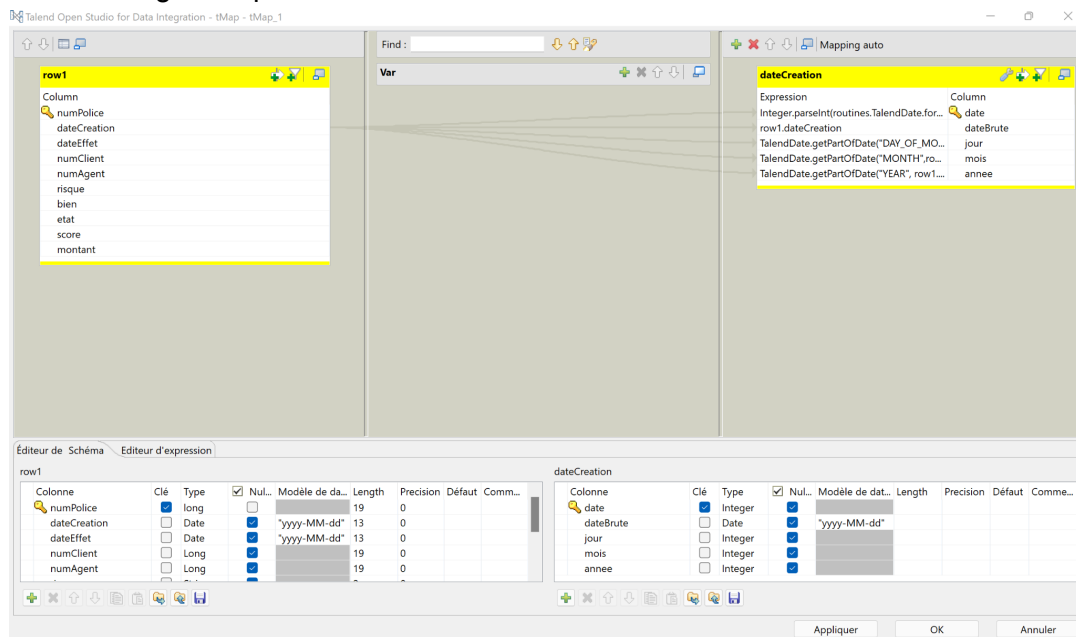 Talend Open Studio for Data Integration - tMap - tMap_1
Find :
Mapping auto
row1
Column
numPolice
dateCreation
dateEffet
numClient
numAgent
risque
bien
etat
score
montant
Var
dateCreation
Expression Column
Integer.parseInt(routines.TalendDate.for... date
row1.dateCreation dateBrute
TalendDate.getPartOfDate("DAY_OF_MO... jour
TalendDate.getPartOfDate("MONTH",ro... mois
TalendDate.getPartOfDate("YEAR", row1.... annee
Éditeur de Schéma Editeur d'expression
row1
Colonne Clé Type Nul... Modèle de da... Length Precision Défaut Comm...
numPolice long 19 0
dateCreation Date "yyyy-MM-dd" 13 0
dateEffet Date "yyyy-MM-dd" 13 0
numClient Long 19 0
numAgent Long 19 0
dateCreation
Colonne Clé Type Nul... Modèle de dat... Length Precision Défaut Comme...
date Integer
dateBrute Date "yyyy-MM-dd"
jour Integer
mois Integer
annee Integer
Appliquer OK Annuler